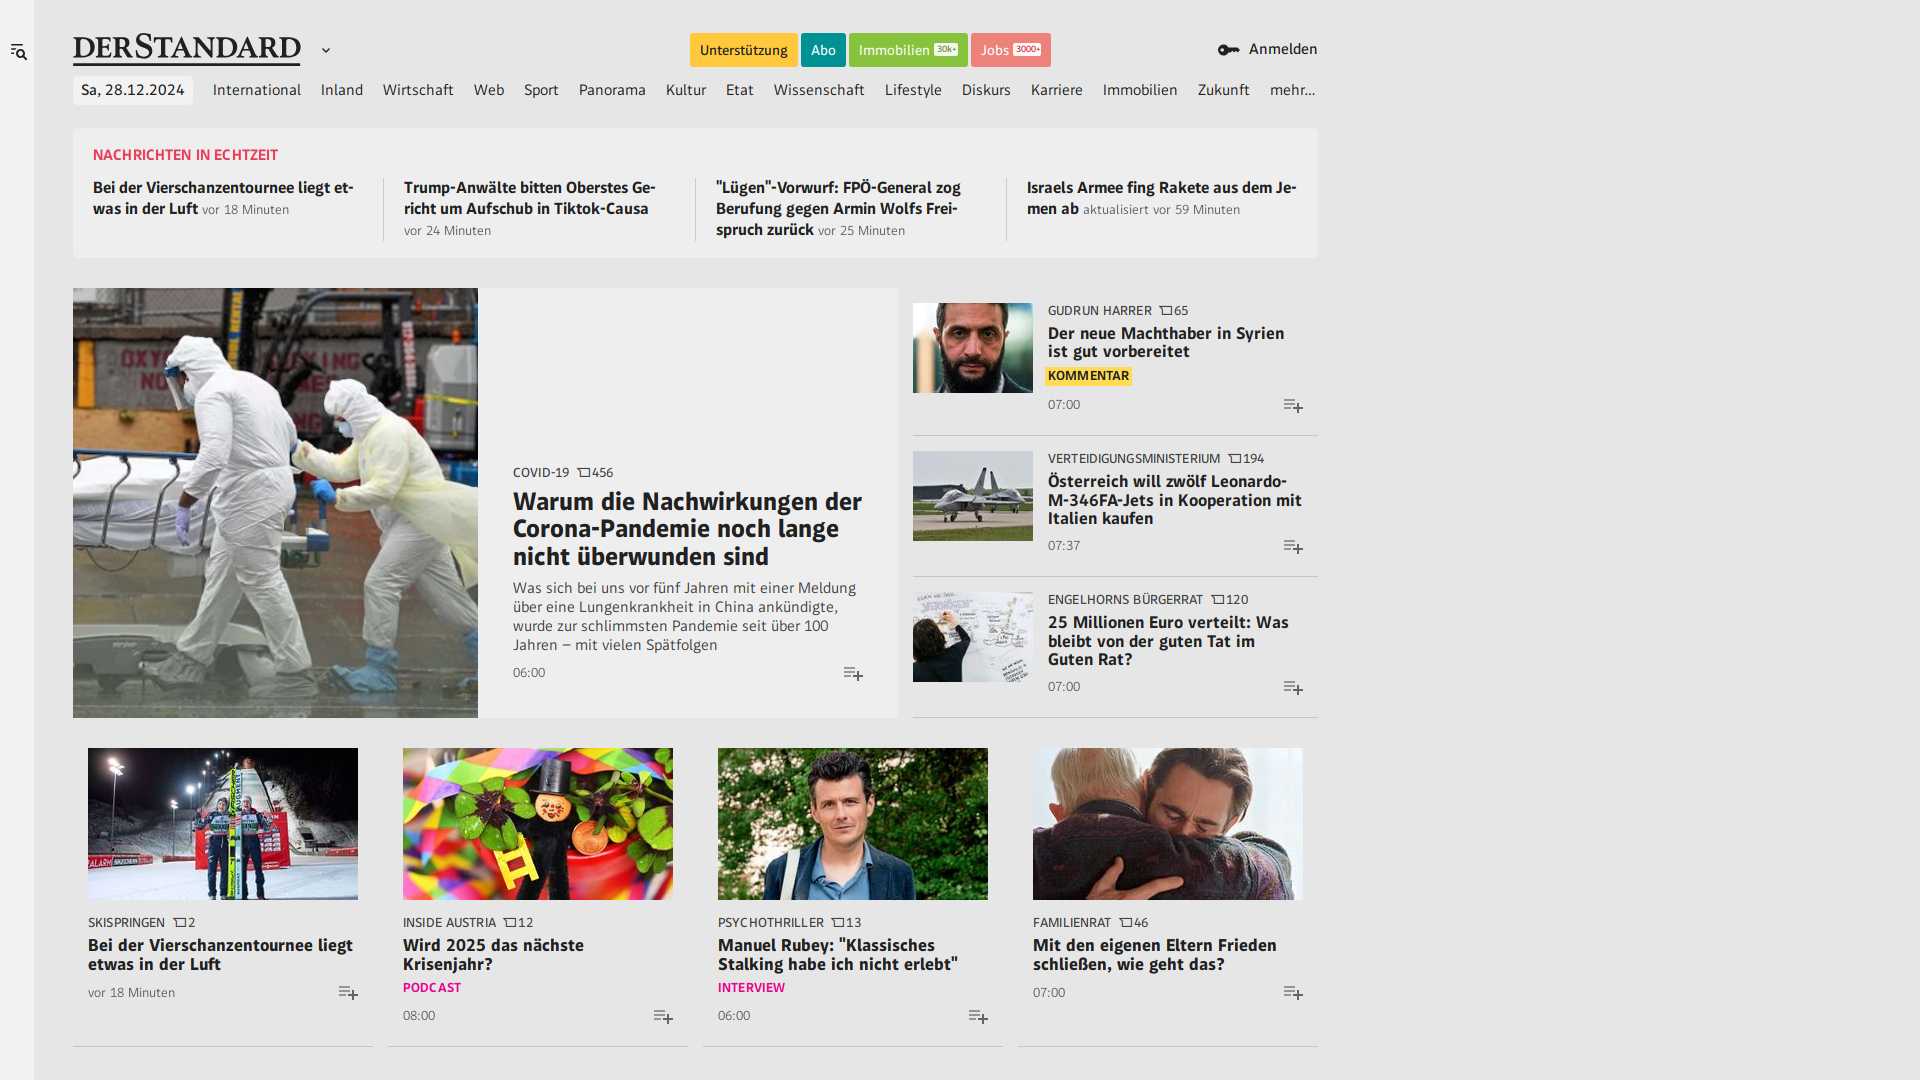 DERSTANDARD
Unterstützung Abo Immobilien 30k+ Jobs 3000+
Anmelden
Sa, 28.12.2024 International Inland Wirtschaft Web Sport Panorama Kultur Etat Wissenschaft Lifestyle Diskurs Karriere Immobilien Zukunft mehr…
NACHRICHTEN IN ECHTZEIT
Bei der Vierschanzentournee liegt et-
was in der Luft vor 18 Minuten
Trump-Anwälte bitten Oberstes Ge-
richt um Aufschub in Tiktok-Causa
vor 24 Minuten
"Lügen"-Vorwurf: FPÖ-General zog
Berufung gegen Armin Wolfs Frei-
spruch zurück vor 25 Minuten
Israels Armee fing Rakete aus dem Je-
men ab aktualisiert vor 59 Minuten
COVID-19 456
Warum die Nachwirkungen der
Corona-Pandemie noch lange
nicht überwunden sind
Was sich bei uns vor fünf Jahren mit einer Meldung
über eine Lungenkrankheit in China ankündigte,
wurde zur schlimmsten Pandemie seit über 100
Jahren – mit vielen Spätfolgen
06:00
GUDRUN HARRER 65
Der neue Machthaber in Syrien
ist gut vorbereitet
KOMMENTAR
07:00
VERTEIDIGUNGSMINISTERIUM 194
Österreich will zwölf Leonardo-
M-346FA-Jets in Kooperation mit
Italien kaufen
07:37
ENGELHORNS BÜRGERRAT 120
25 Millionen Euro verteilt: Was
bleibt von der guten Tat im
Guten Rat?
07:00
SKISPRINGEN 2
Bei der Vierschanzentournee liegt
etwas in der Luft
vor 18 Minuten
INSIDE AUSTRIA 12
Wird 2025 das nächste
Krisenjahr?
PODCAST
08:00
PSYCHOTHRILLER 13
Manuel Rubey: "Klassisches
Stalking habe ich nicht erlebt"
INTERVIEW
06:00
FAMILIENRAT 46
Mit den eigenen Eltern Frieden
schließen, wie geht das?
07:00